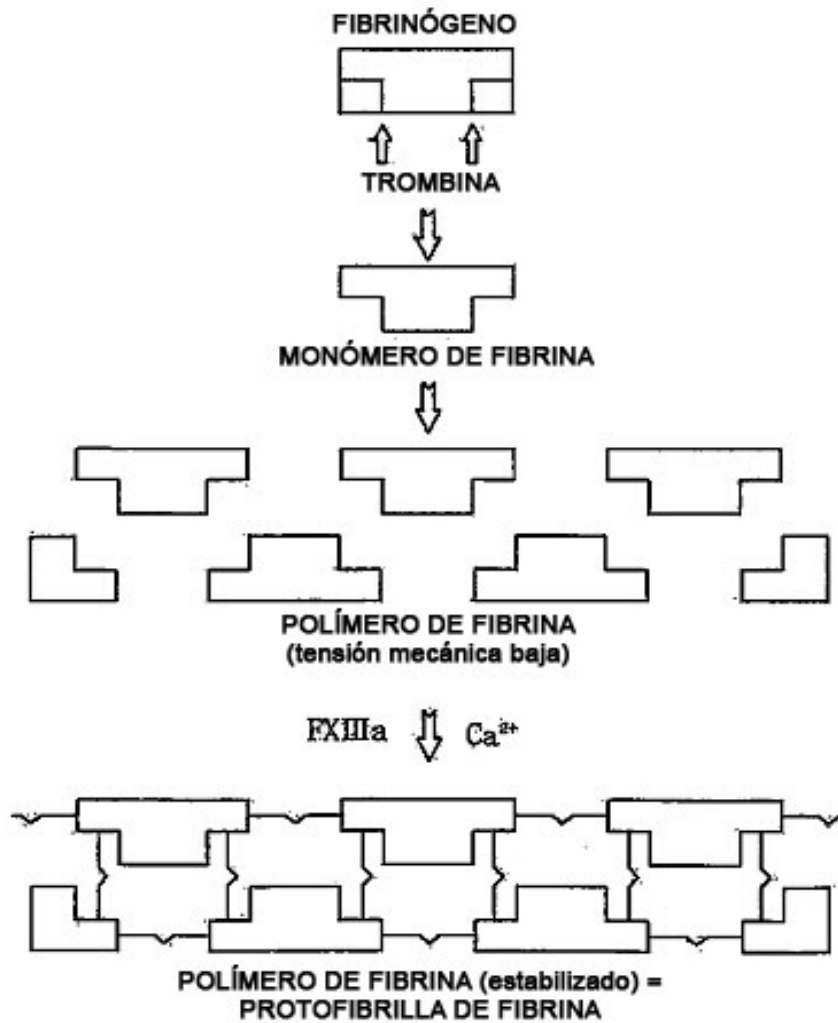 FIBRINÓGENO
TROMBINA
MONÓMERO DE FIBRINA
POLÍMERO DE FIBRINA
(tensión mecánica baja)
FXIIIa Ca²⁺
POLÍMERO DE FIBRINA (estabilizado) =
PROTOFIBRILLA DE FIBRINA